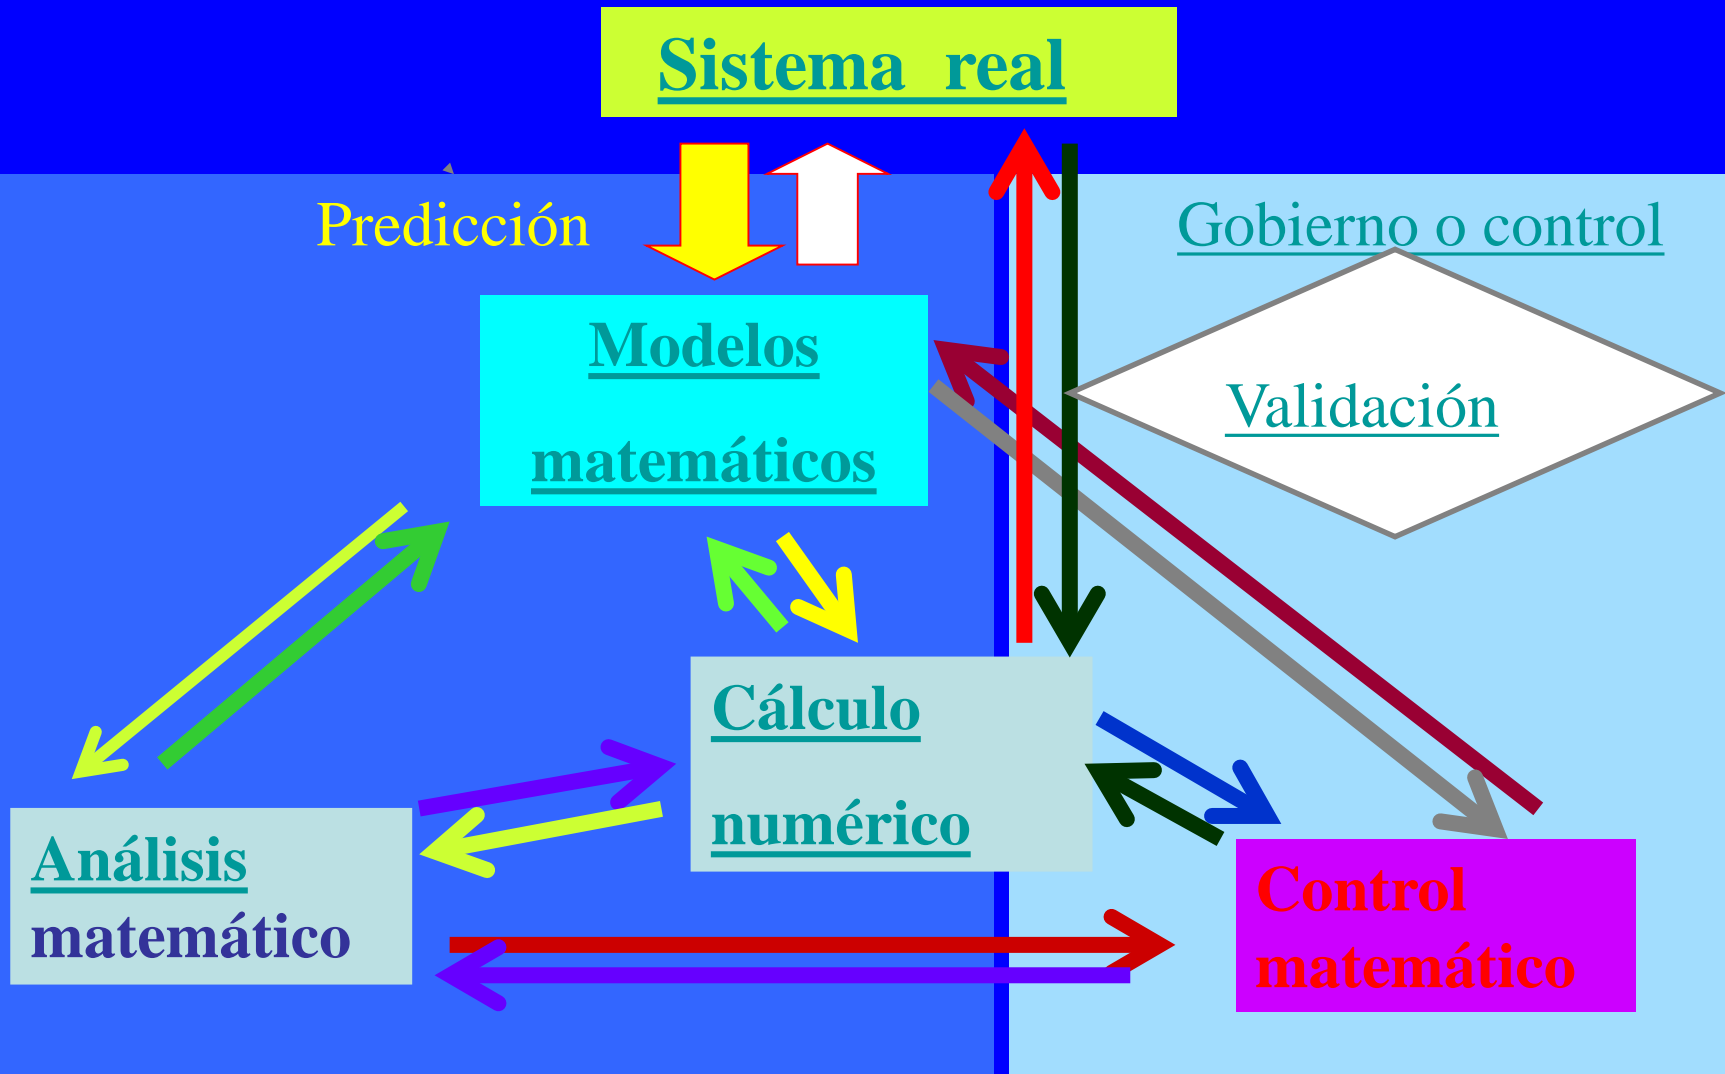 Sistema real
Predicción
Gobierno o control
Modelos
matemáticos
Validación
Cálculo
numérico
Análisis
matemático
Control
matemático